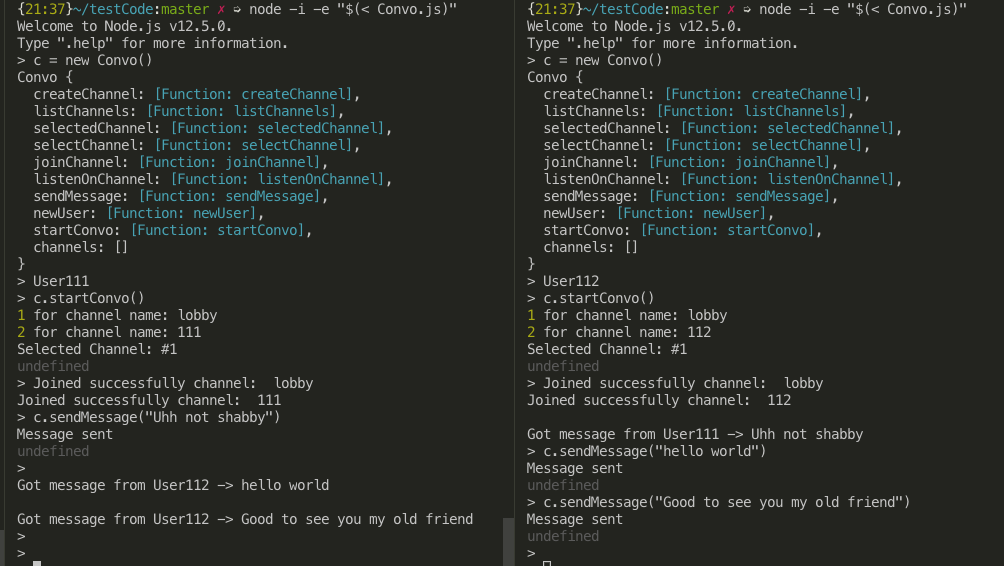 {21:37}~/testCode:master ✗ ➭ node -i -e "$(< Convo.js)"
Welcome to Node.js v12.5.0.
Type ".help" for more information.
> c = new Convo()
Convo {
  createChannel: [Function: createChannel],
  listChannels: [Function: listChannels],
  selectedChannel: [Function: selectedChannel],
  selectChannel: [Function: selectChannel],
  joinChannel: [Function: joinChannel],
  listenOnChannel: [Function: listenOnChannel],
  sendMessage: [Function: sendMessage],
  newUser: [Function: newUser],
  startConvo: [Function: startConvo],
  channels: []
}
> User111
> c.startConvo()
1 for channel name: lobby
2 for channel name: 111
Selected Channel: #1
undefined
> Joined successfully channel:  lobby
Joined successfully channel:  111
> c.sendMessage("Uhh not shabby")
Message sent
undefined
>
Got message from User112 -> hello world

Got message from User112 -> Good to see you my old friend
>
>
{21:37}~/testCode:master ✗ ➭ node -i -e "$(< Convo.js)"
Welcome to Node.js v12.5.0.
Type ".help" for more information.
> c = new Convo()
Convo {
  createChannel: [Function: createChannel],
  listChannels: [Function: listChannels],
  selectedChannel: [Function: selectedChannel],
  selectChannel: [Function: selectChannel],
  joinChannel: [Function: joinChannel],
  listenOnChannel: [Function: listenOnChannel],
  sendMessage: [Function: sendMessage],
  newUser: [Function: newUser],
  startConvo: [Function: startConvo],
  channels: []
}
> User112
> c.startConvo()
1 for channel name: lobby
2 for channel name: 112
Selected Channel: #1
undefined
> Joined successfully channel:  lobby
Joined successfully channel:  112

Got message from User111 -> Uhh not shabby
> c.sendMessage("hello world")
Message sent
undefined
> c.sendMessage("Good to see you my old friend")
Message sent
undefined
>